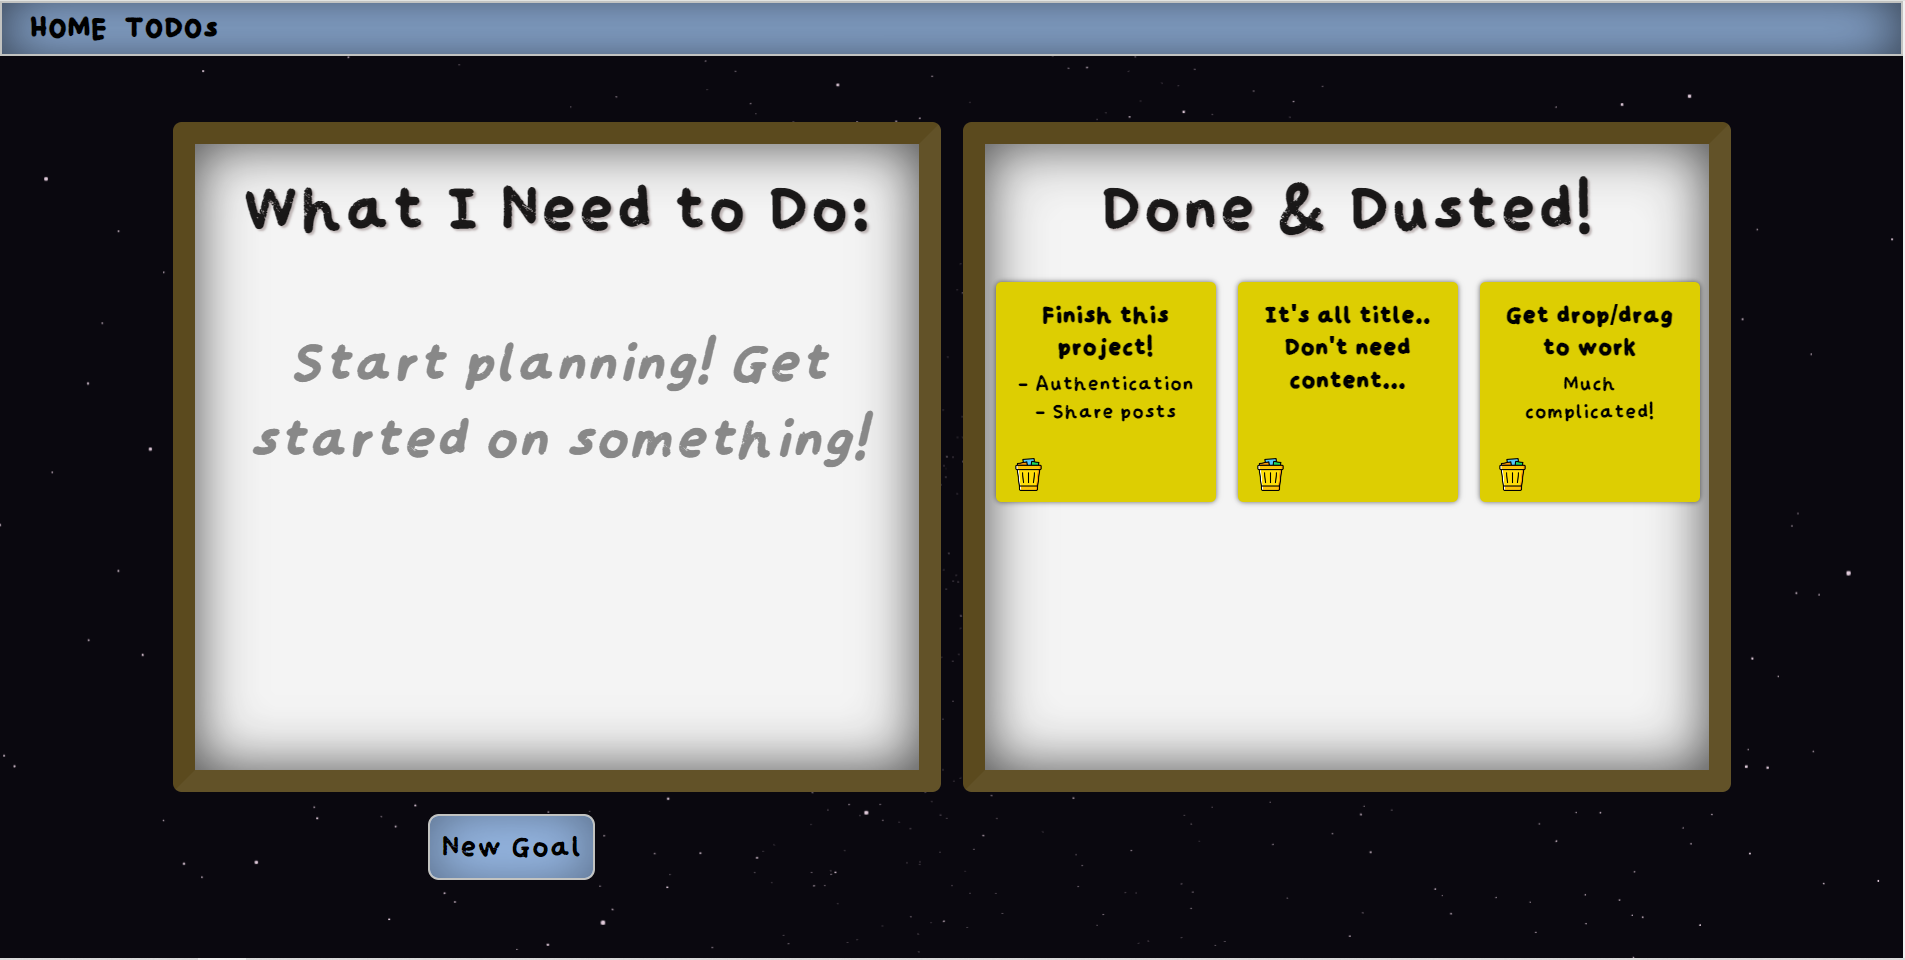 HOME TODOs
What I Need to Do:
Start planning! Get
started on something!
Done & Dusted!
Finish this
project!
- Authentication
- Share posts
It's all title..
Don't need
content...
Get drop/drag
to work
Much
complicated!
New Goal